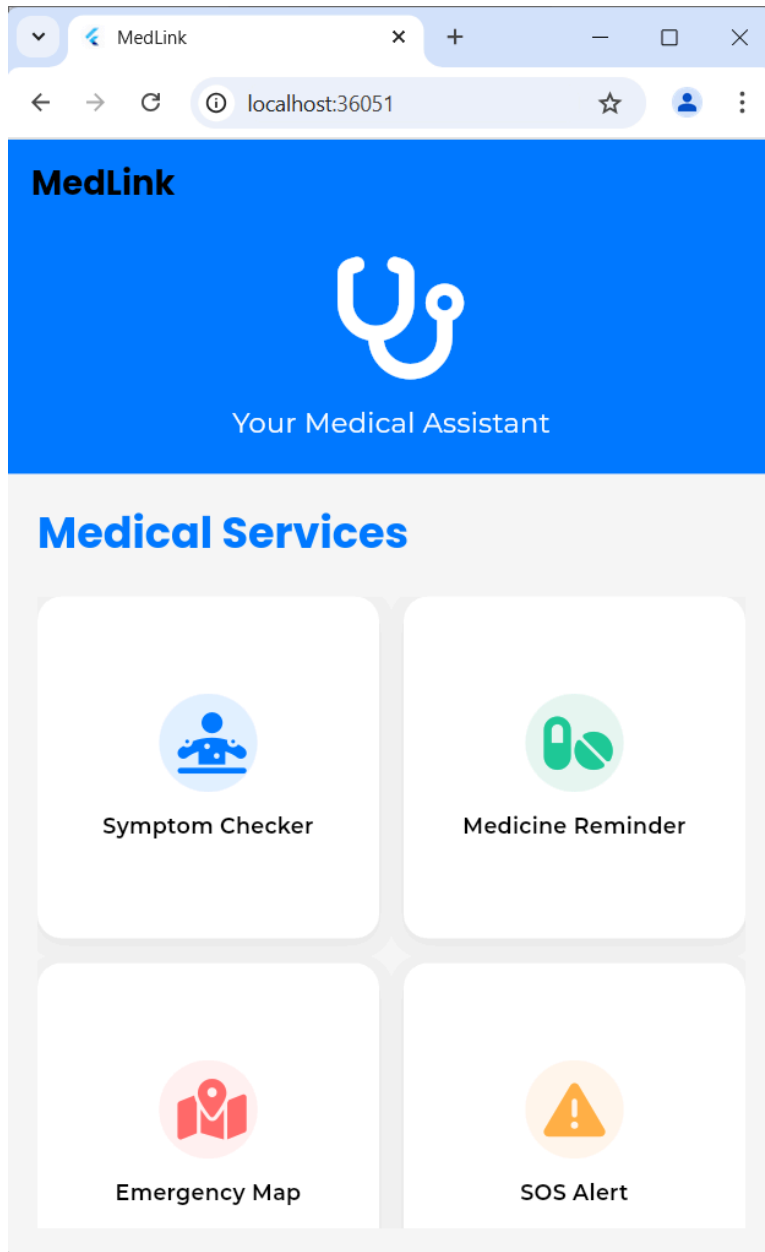 MedLink
localhost:36051
MedLink
Your Medical Assistant
Medical Services
Symptom Checker
Medicine Reminder
Emergency Map
SOS Alert